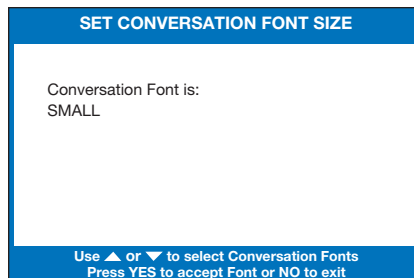 SET CONVERSATION FONT SIZE
Conversation Font is:
SMALL
Use ▲ or ▼ to select Conversation Fonts
Press YES to accept Font or NO to exit